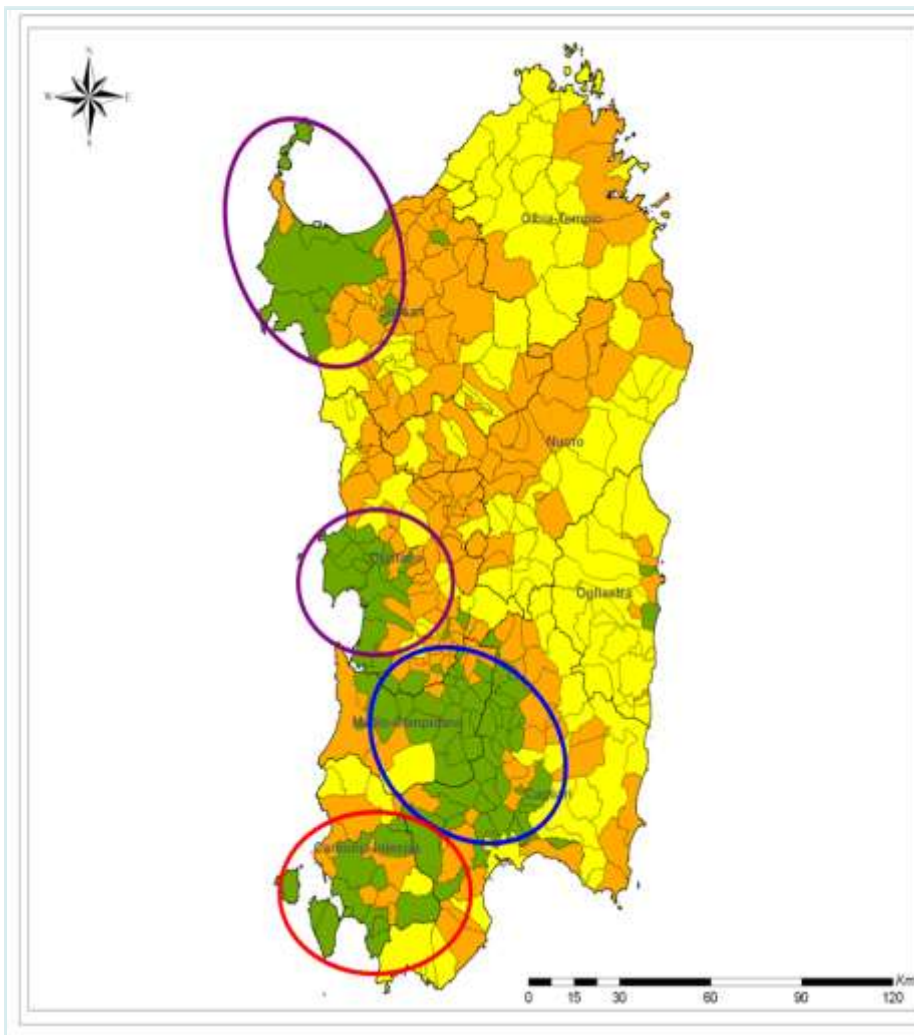 N
W E
S
Olbia-Tempio
Sassari
Nuoro
Oristano
Ogliastra
Medio-Campidano
Cagliari
Carbonia-Iglesias
Km
0 15 30 60 90 120